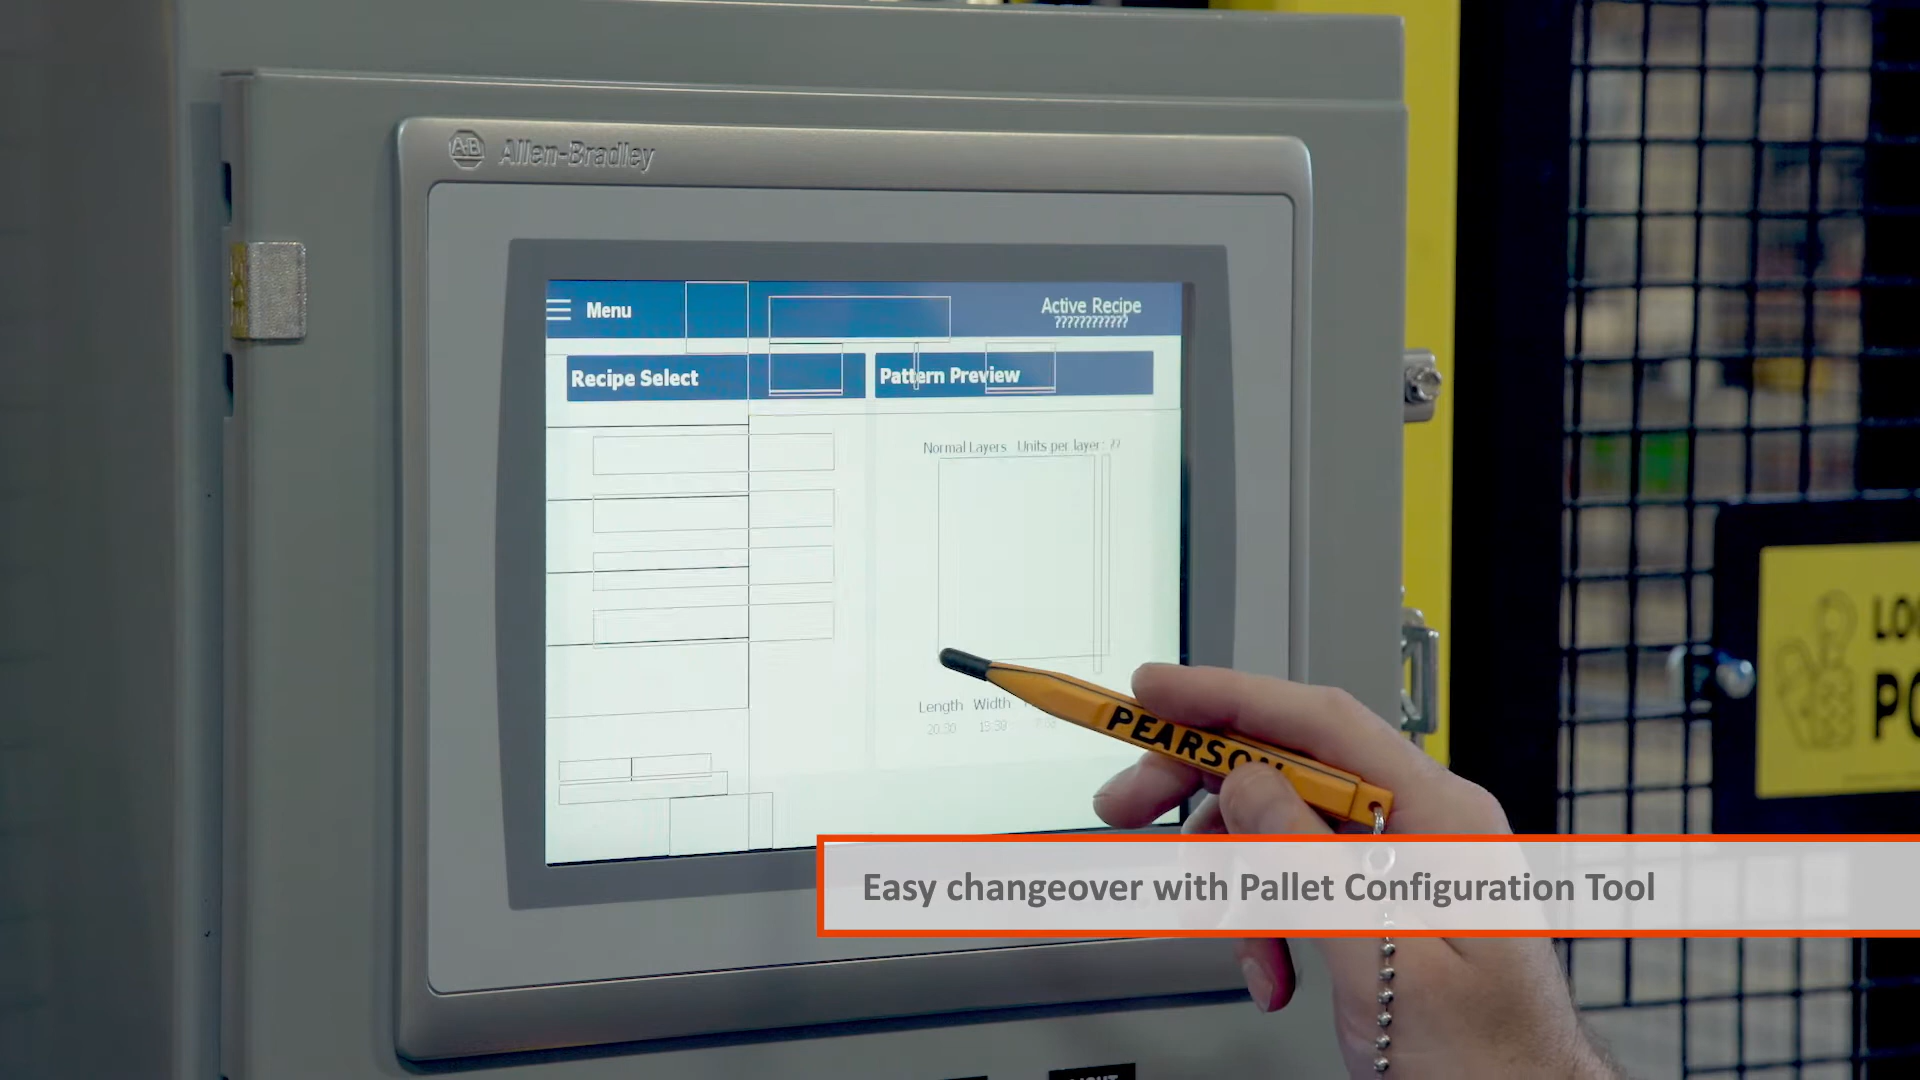 A·B Allen-Bradley
Menu
Active Recipe
????????????
Recipe Select
Pattern Preview
Normal Layers Units per layer: ??
Length Width
PEARSON
Easy changeover with Pallet Configuration Tool